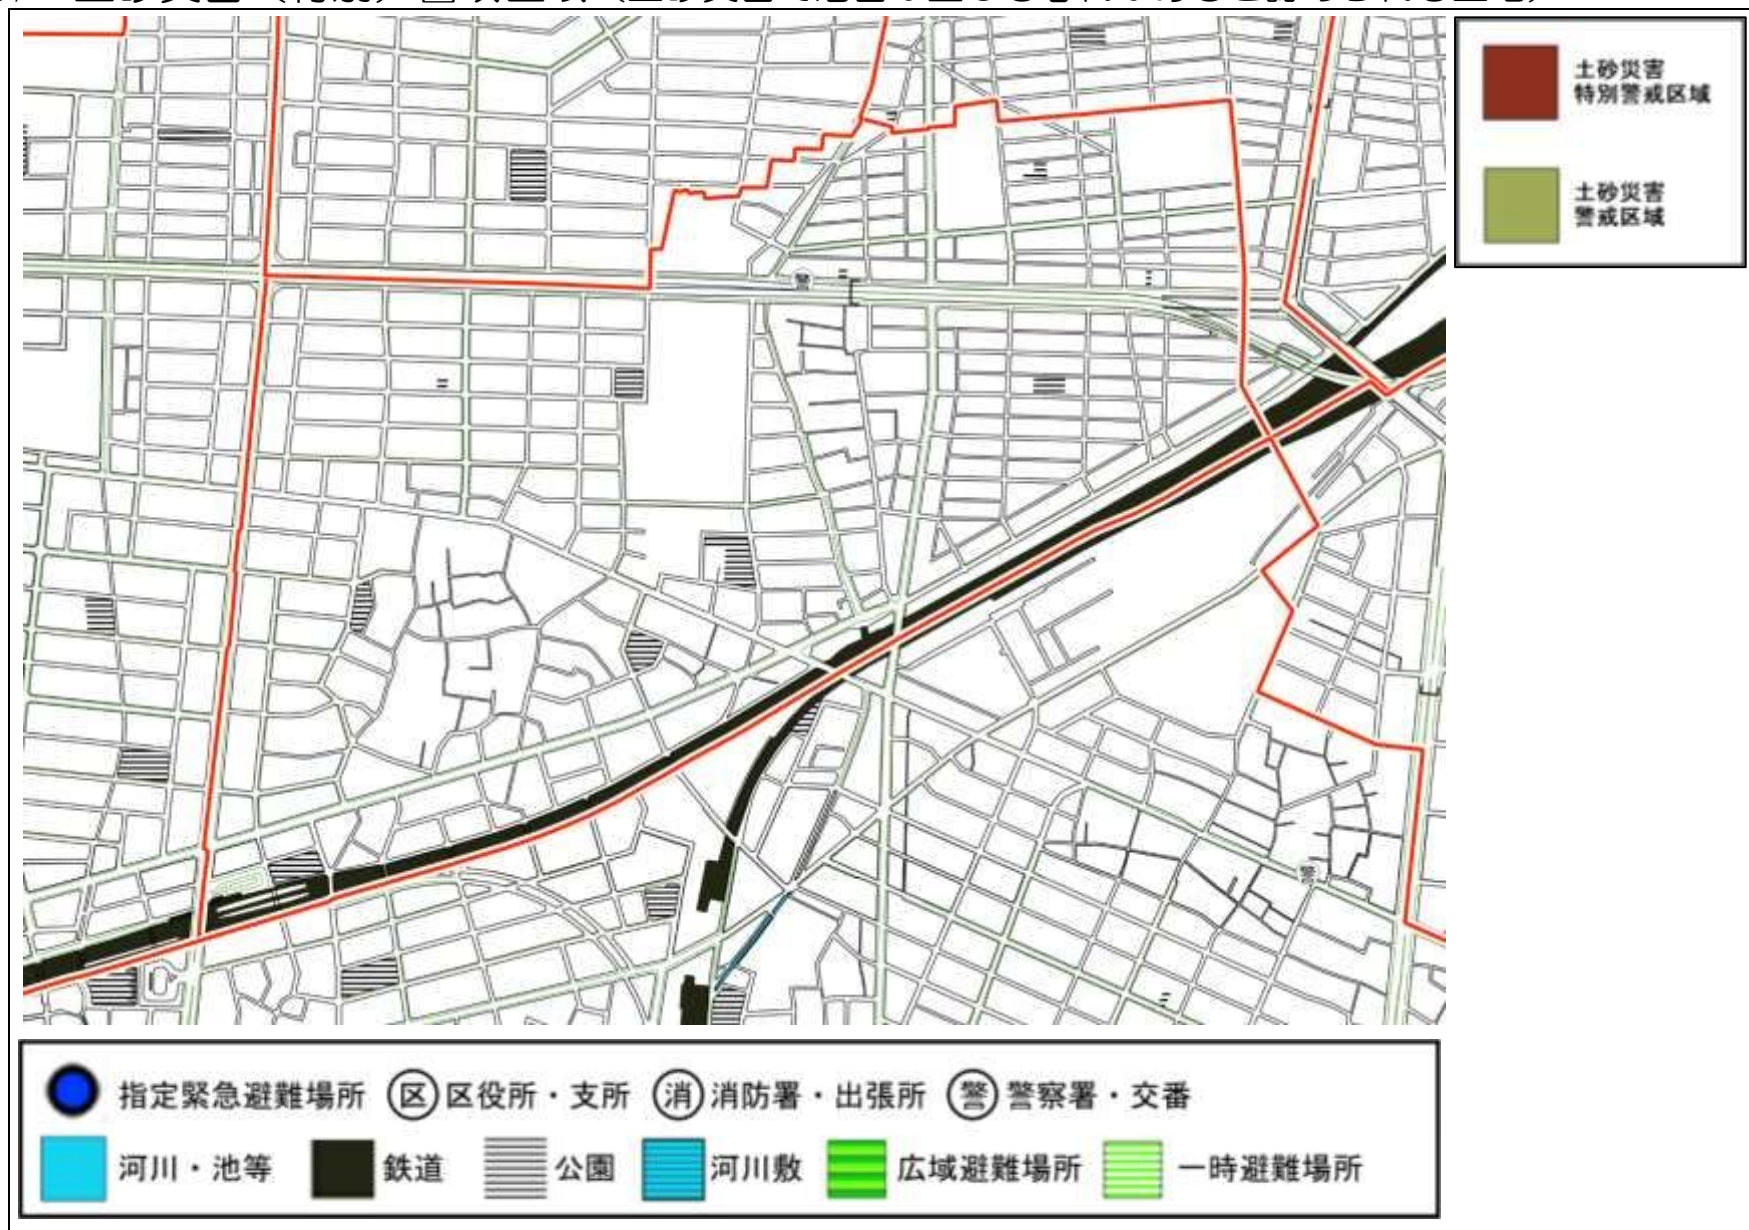 土砂災害
特別警戒区域
土砂災害
警戒区域
警
警
指定緊急避難場所 区 区役所・支所 消 消防署・出張所 警 警察署・交番
河川・池等 鉄道 公園 河川敷 広域避難場所 一時避難場所